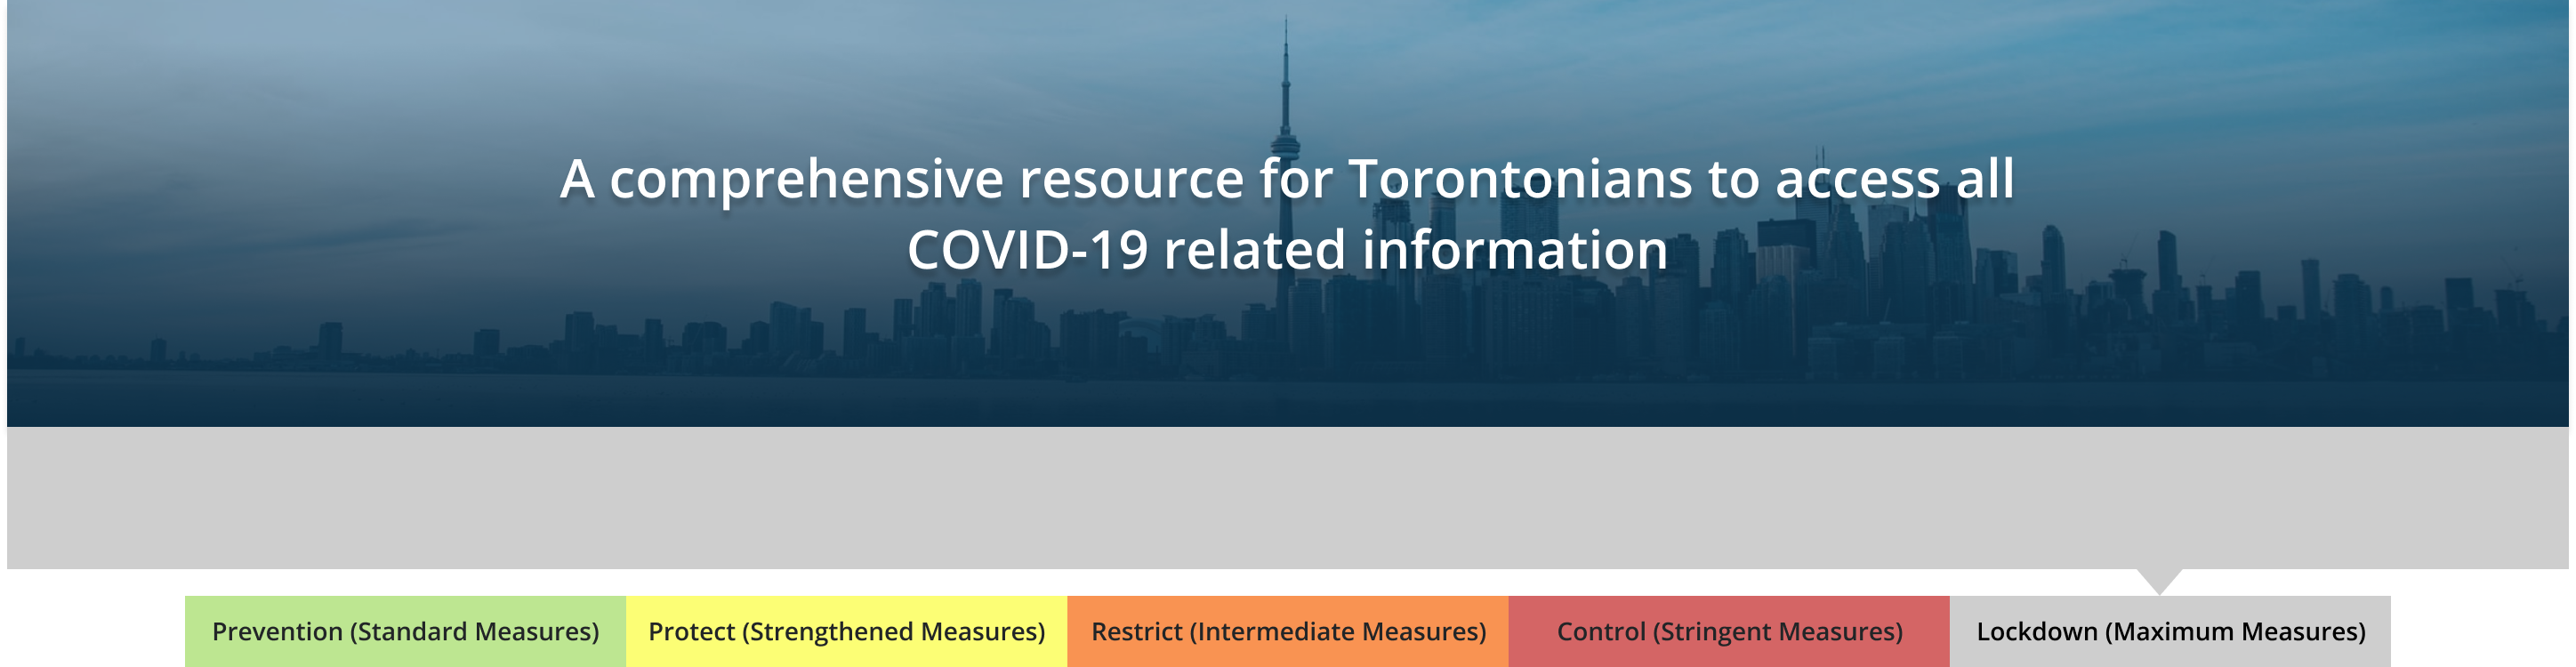 A comprehensive resource for Torontonians to access all
COVID-19 related information
Prevention (Standard Measures)
Protect (Strengthened Measures)
Restrict (Intermediate Measures)
Control (Stringent Measures)
Lockdown (Maximum Measures)